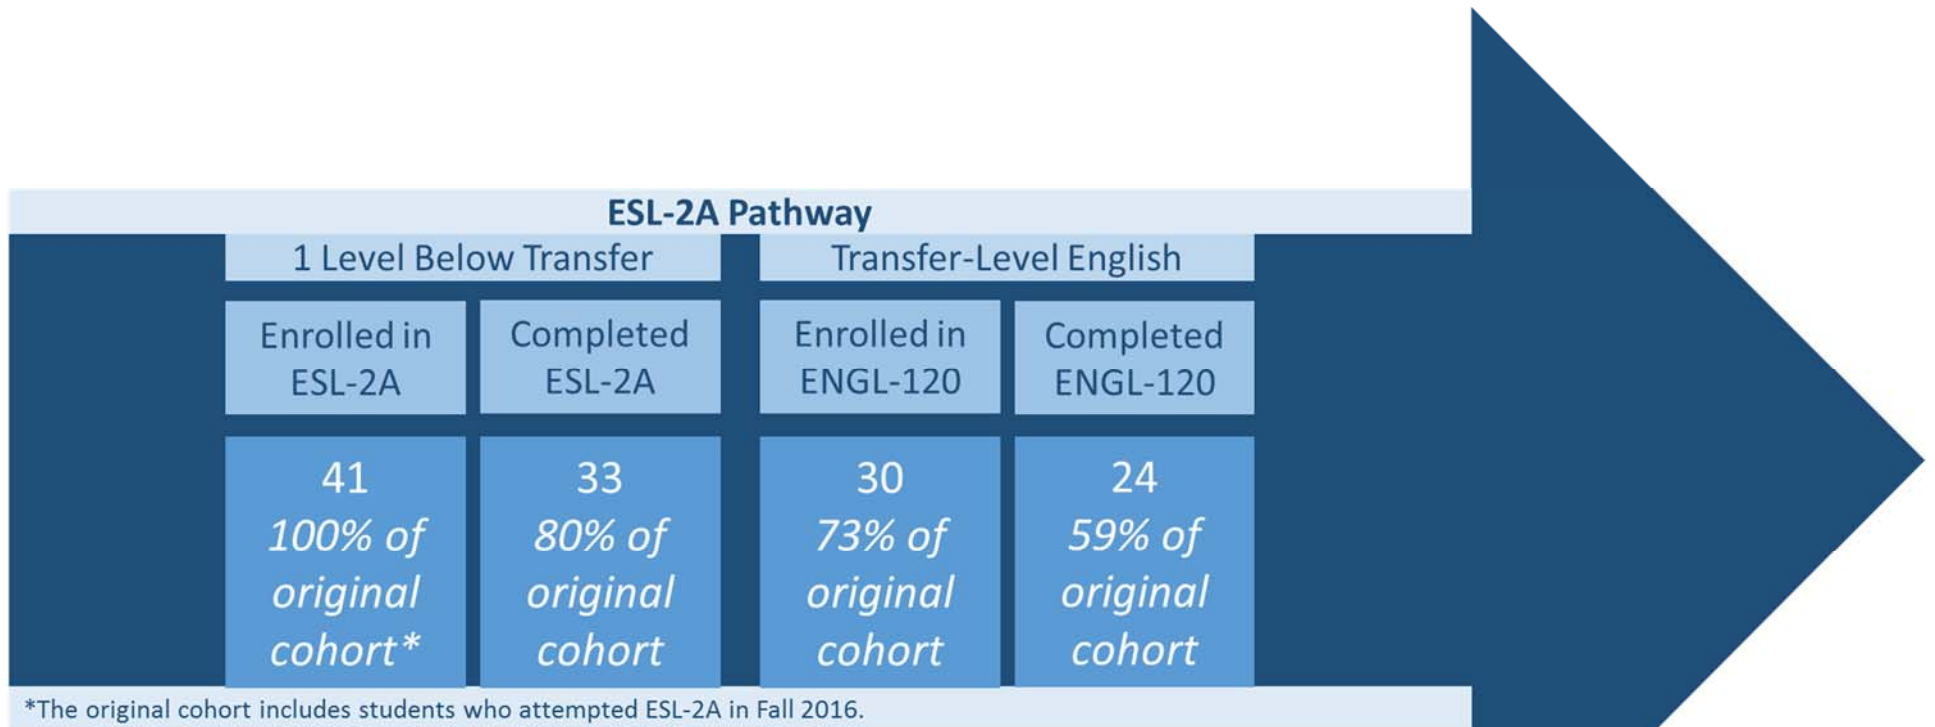 ESL-2A Pathway
1 Level Below Transfer
Transfer-Level English
Enrolled in
ESL-2A
Completed
ESL-2A
Enrolled in
ENGL-120
Completed
ENGL-120
41
100% of
original
cohort*
33
80% of
original
cohort
30
73% of
original
cohort
24
59% of
original
cohort
*The original cohort includes students who attempted ESL-2A in Fall 2016.